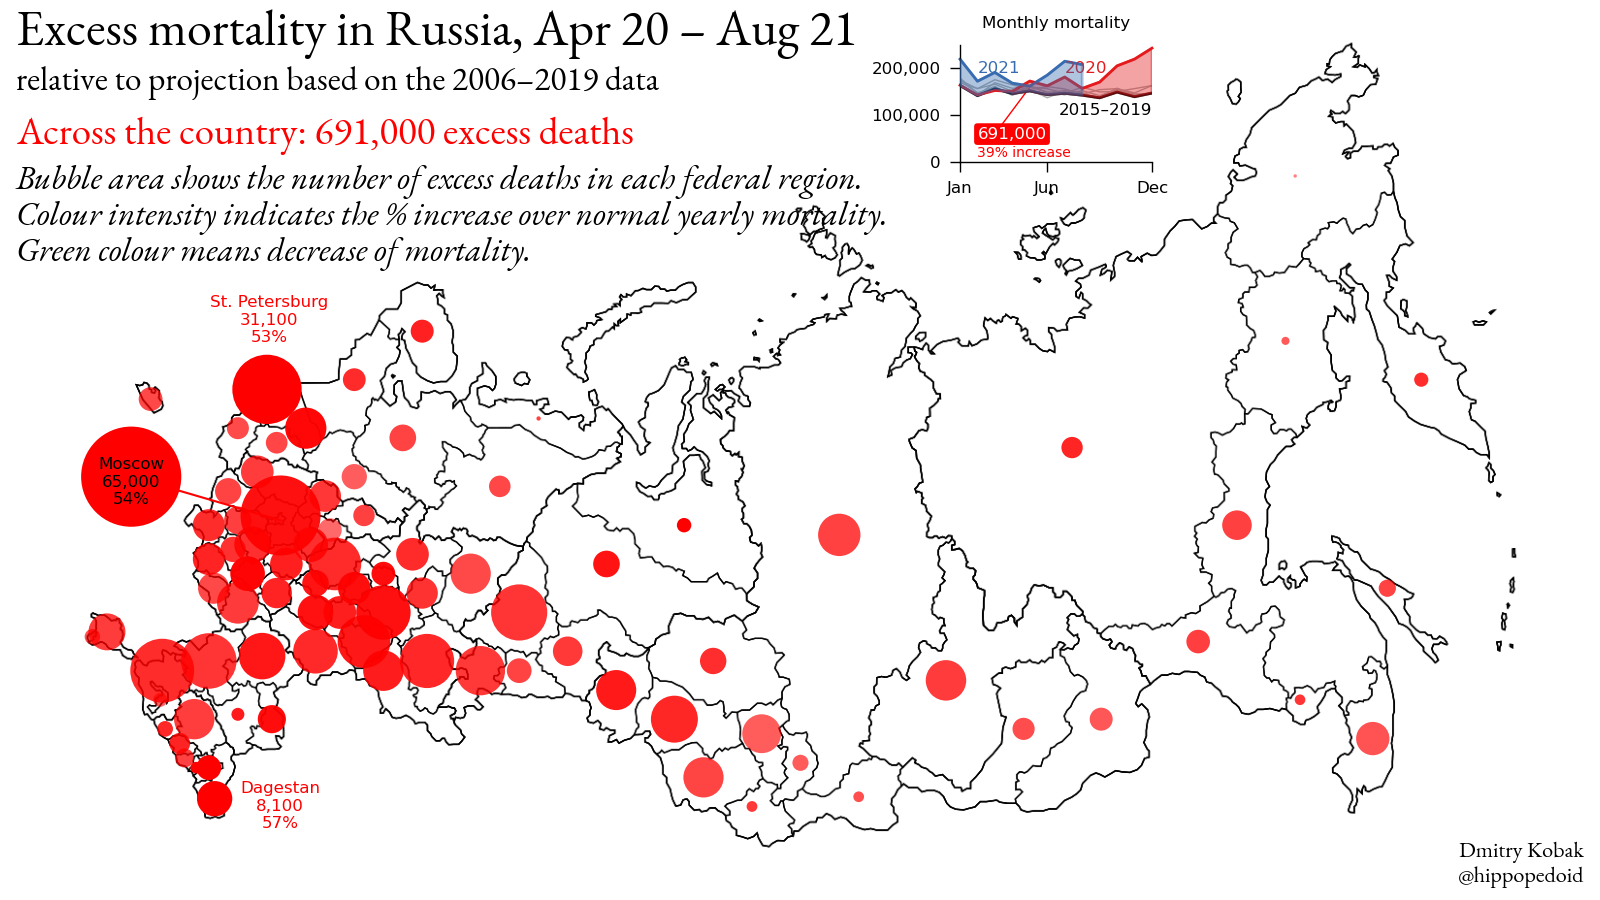 Excess mortality in Russia, Apr 20 – Aug 21
relative to projection based on the 2006–2019 data
Across the country: 691,000 excess deaths
Bubble area shows the number of excess deaths in each federal region.
Colour intensity indicates the % increase over normal yearly mortality.
Green colour means decrease of mortality.
Monthly mortality
200,000
100,000
0
2021
2020
2015–2019
691,000
39% increase
Jan
Jun
Dec
St. Petersburg
31,100
53%
Moscow
65,000
54%
Dagestan
8,100
57%
Dmitry Kobak
@hippopedoid